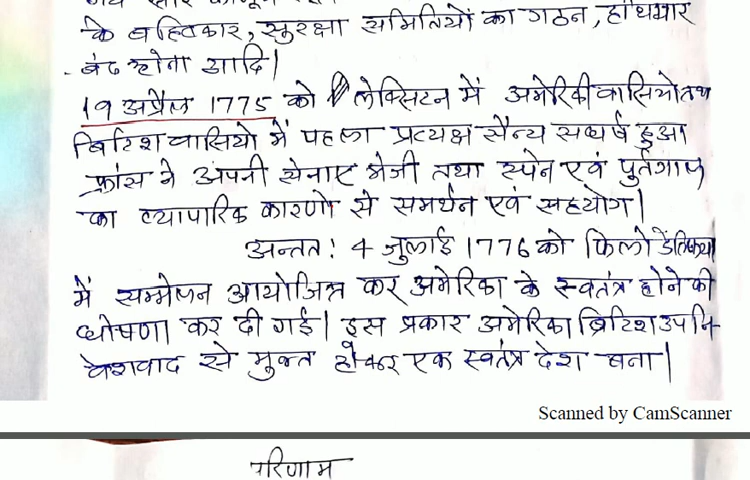 के बहिष्कार, सुरक्षा समितियों का गठन, हथियार
बंद होना आदि।
19 अप्रैल 1775 को लेक्सिंटन में अमेरिकी वासियो तथ
ब्रिटिश वासियो में पहला प्रत्यक्ष सैन्य सघर्ष हुआ
फ्रांस ने अपनी सेनाए भेजी तथा स्पेन एवं पुर्तगाल
का व्यापारिक कारणो से समर्थन एवं सहयोग।
अन्तत: 4 जुलाई 1776 को फिलोडेंल्फिया
में सम्मेलन आयोजित कर अमेरिका के स्वतंत्र होने की
घोषणा कर दी गई। इस प्रकार अमेरिका ब्रिटिश उपनि-
वेशवाद से मुक्त होकर एक स्वतंत्र देश बना।
Scanned by CamScanner
परिणाम